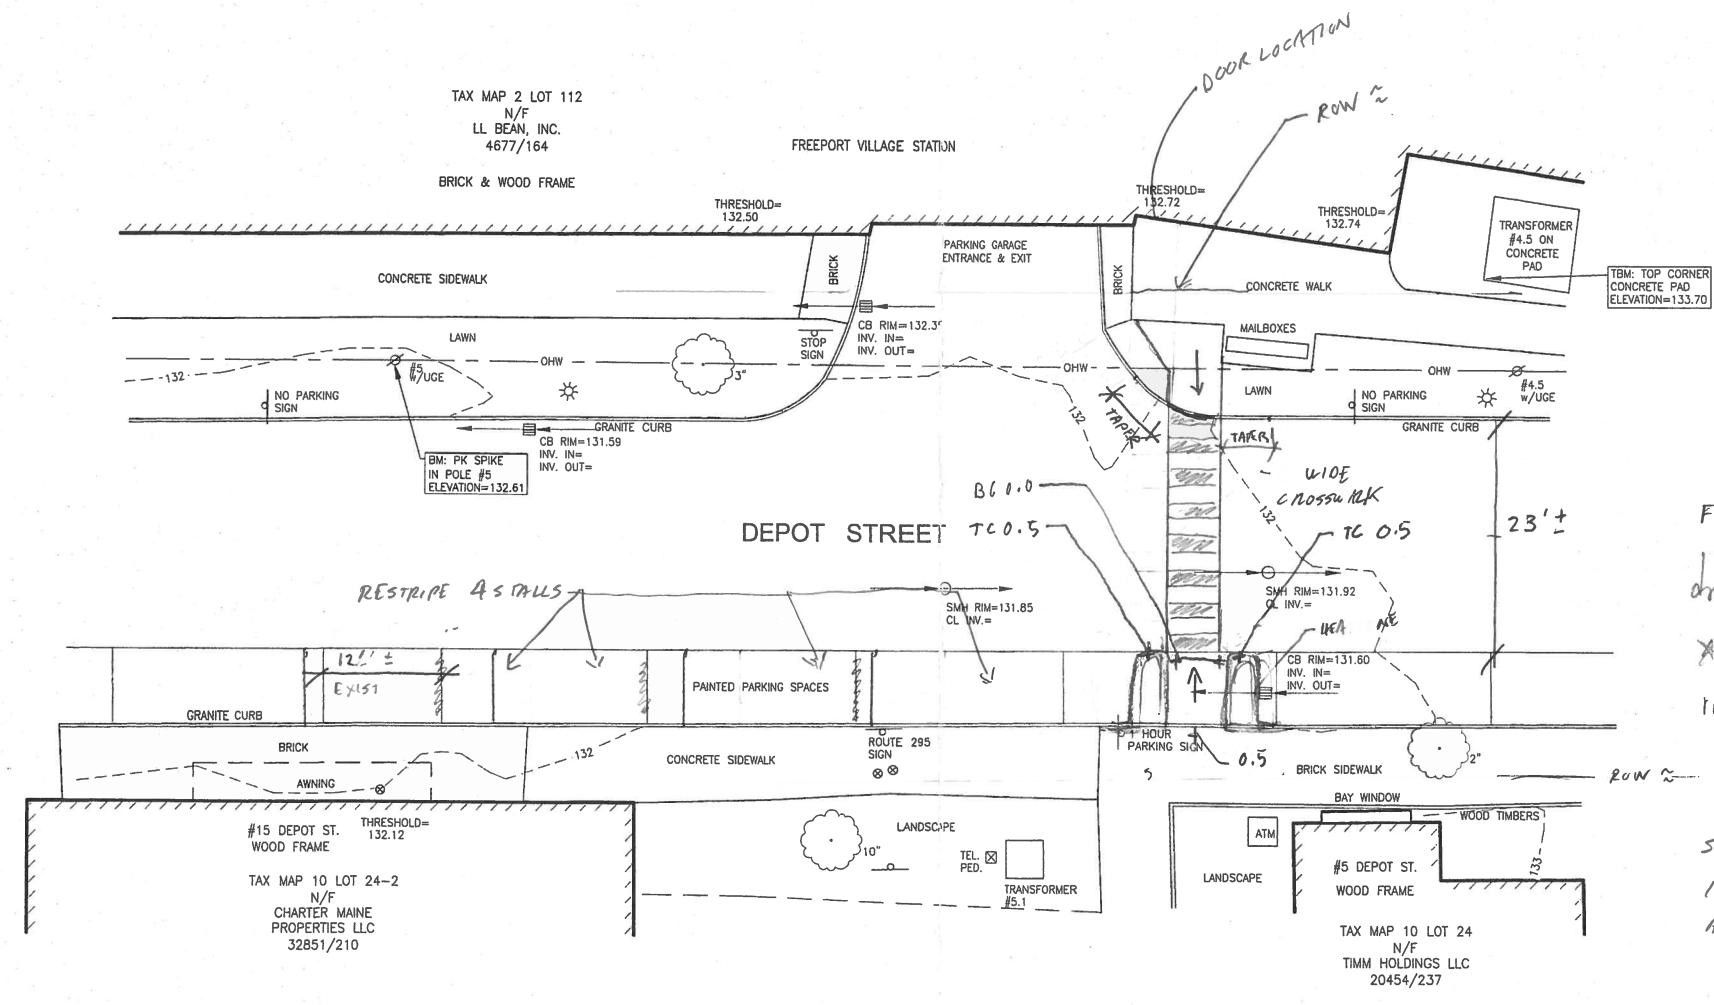 DOOR LOCATION
ROW ≈
TAX MAP 2 LOT 112
N/F
LL BEAN, INC.
4677/164
BRICK & WOOD FRAME
FREEPORT VILLAGE STATION
THRESHOLD=
132.50
THRESHOLD=
132.72
THRESHOLD=
132.74
TRANSFORMER
#4.5 ON
CONCRETE
PAD
TBM: TOP CORNER
CONCRETE PAD
ELEVATION=133.70
PARKING GARAGE
ENTRANCE & EXIT
CONCRETE SIDEWALK
BRICK
BRICK
CONCRETE WALK
CB RIM=132.3
INV. IN=
INV. OUT=
STOP
SIGN
MAILBOXES
LAWN
OHW
OHW
OHW
132
#5
W/UGE
3"
LAWN
#4.5
W/UGE
NO PARKING
SIGN
NO PARKING
SIGN
GRANITE CURB
GRANITE CURB
CB RIM=131.59
INV. IN=
INV. OUT=
BM: PK SPIKE
IN POLE #5
ELEVATION=132.61
132
TAPER
TAPER
WIDE
CROSSWALK
132
BC 0.0
TC 0.5
TC 0.5
23' ±
DEPOT STREET
RESTRIPE 4 STALLS
SMH RIM=131.85
CL INV.=
SMH RIM=131.92
CL INV.=
CB RIM=131.60
INV. IN=
INV. OUT=
12' ±
EXIST
PAINTED PARKING SPACES
GRANITE CURB
BRICK
132
AWNING
CONCRETE SIDEWALK
ROUTE 295
SIGN
1 HOUR
PARKING SIGN
0.5
BRICK SIDEWALK
2"
ROW ≈
BAY WINDOW
WOOD TIMBERS
133
THRESHOLD=
132.12
#15 DEPOT ST.
WOOD FRAME
TAX MAP 10 LOT 24-2
N/F
CHARTER MAINE
PROPERTIES LLC
32851/210
LANDSCAPE
10"
TEL.
PED.
TRANSFORMER
#5.1
ATM
LANDSCAPE
#5 DEPOT ST.
WOOD FRAME
TAX MAP 10 LOT 24
N/F
TIMM HOLDINGS LLC
20454/237